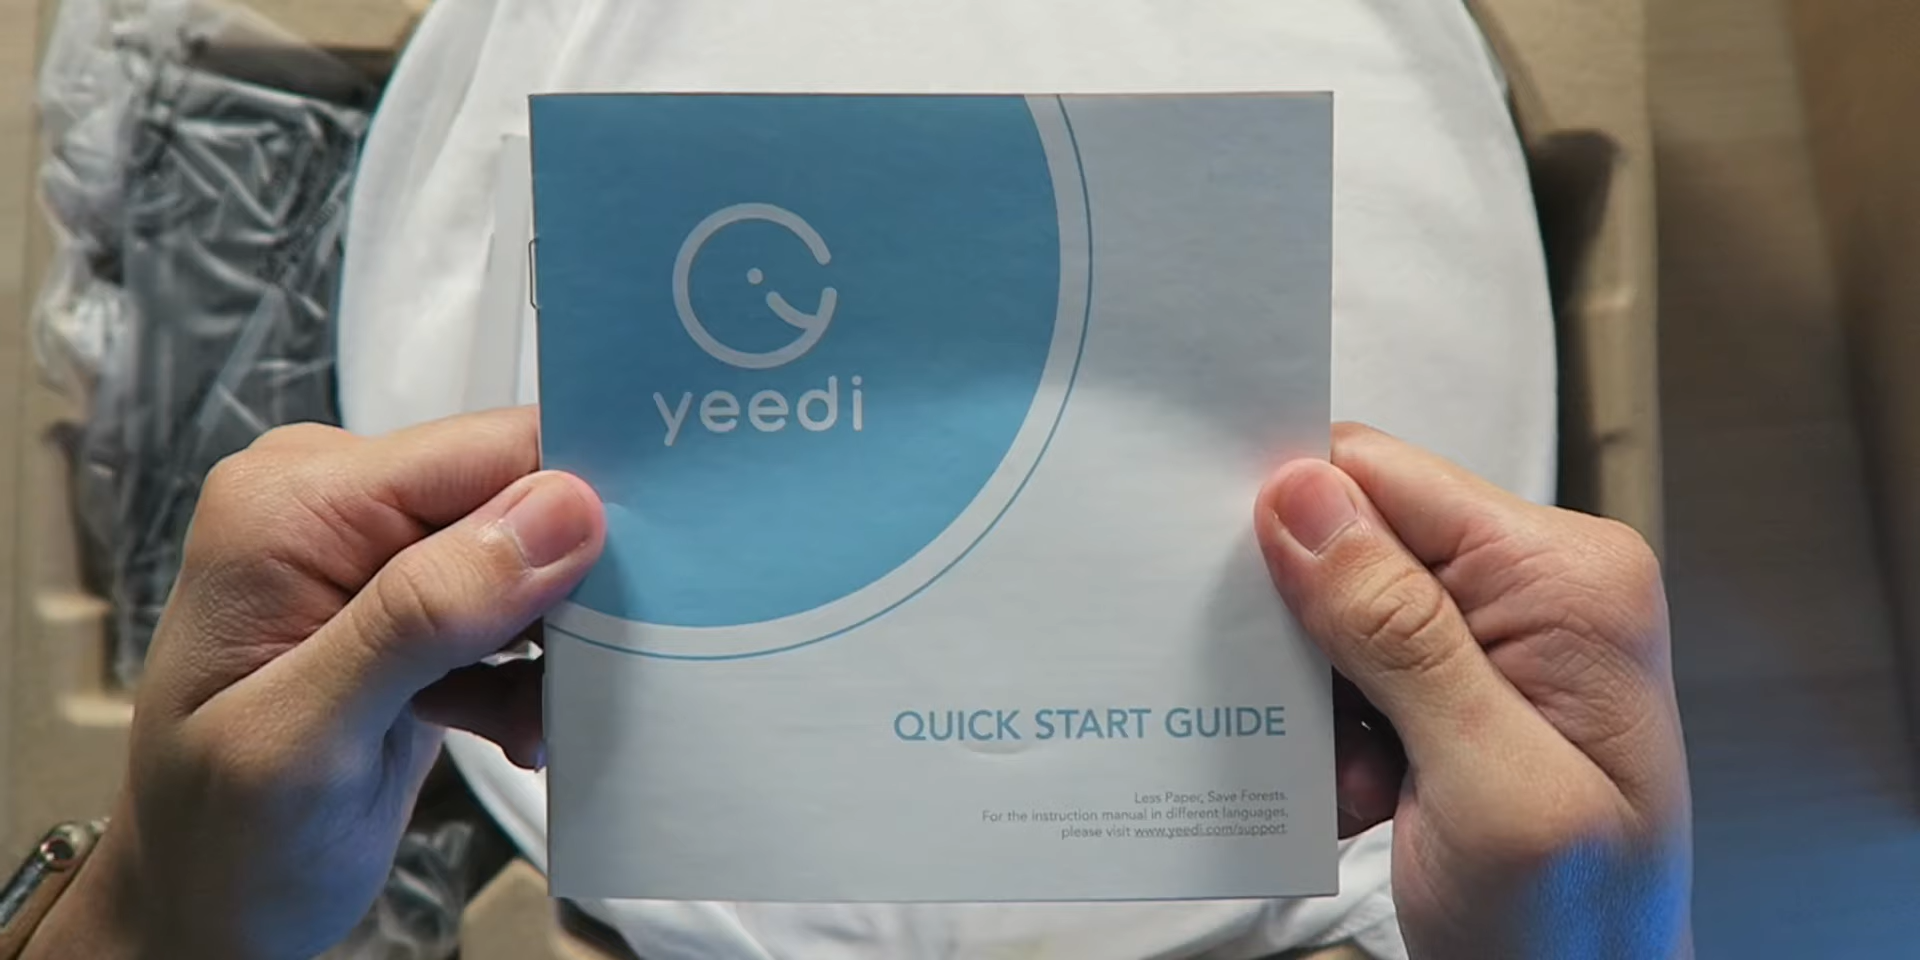 yeedi
QUICK START GUIDE
Less Paper, Save Forests.
For the instruction manual in different languages,
please visit www.yeedi.com/support